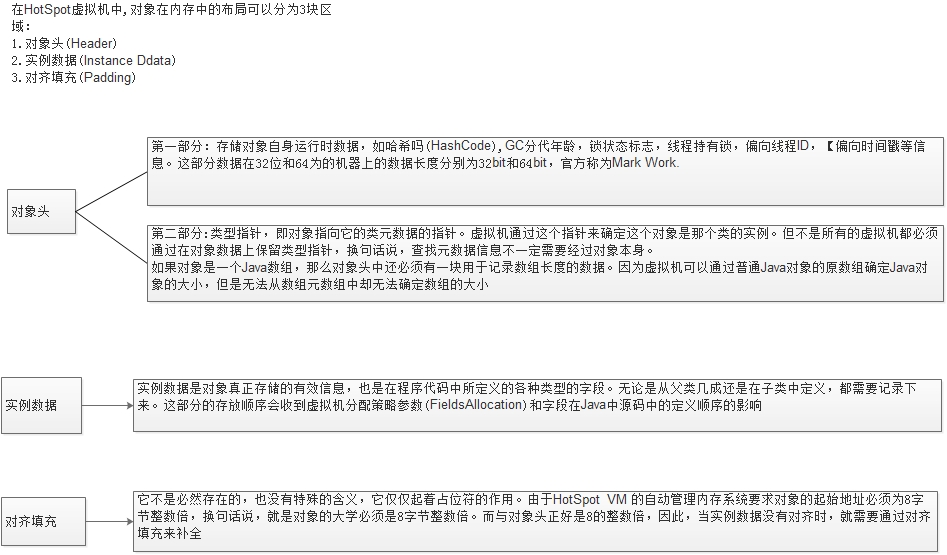 在HotSpot虚拟机中,对象在内存中的布局可以分为3块区
域:
1.对象头(Header)
2.实例数据(Instance Ddata)
3.对齐填充(Padding)
第一部分: 存储对象自身运行时数据，如哈希吗(HashCode),GC分代年龄，锁状态标志，线程持有锁，偏向线程ID，【偏向时间戳等信
息。这部分数据在32位和64为的机器上的数据长度分别为32bit和64bit，官方称为Mark Work.
对象头
第二部分:类型指针，即对象指向它的类元数据的指针。虚拟机通过这个指针来确定这个对象是那个类的实例。但不是所有的虚拟机都必须
通过在对象数据上保留类型指针，换句话说，查找元数据信息不一定需要经过对象本身。
如果对象是一个Java数组，那么对象头中还必须有一块用于记录数组长度的数据。因为虚拟机可以通过普通Java对象的原数组确定Java对
象的大小，但是无法从数组元数组中却无法确定数组的大小
实例数据
实例数据是对象真正存储的有效信息，也是在程序代码中所定义的各种类型的字段。无论是从父类几成还是在子类中定义，都需要记录下
来。这部分的存放顺序会收到虚拟机分配策略参数(FieldsAllocation)和字段在Java中源码中的定义顺序的影响
对齐填充
它不是必然存在的，也没有特殊的含义，它仅仅起着占位符的作用。由于HotSpot VM 的自动管理内存系统要求对象的起始地址必须为8字
节整数倍，换句话说，就是对象的大学必须是8字节整数倍。而与对象头正好是8的整数倍，因此，当实例数据没有对齐时，就需要通过对齐
填充来补全